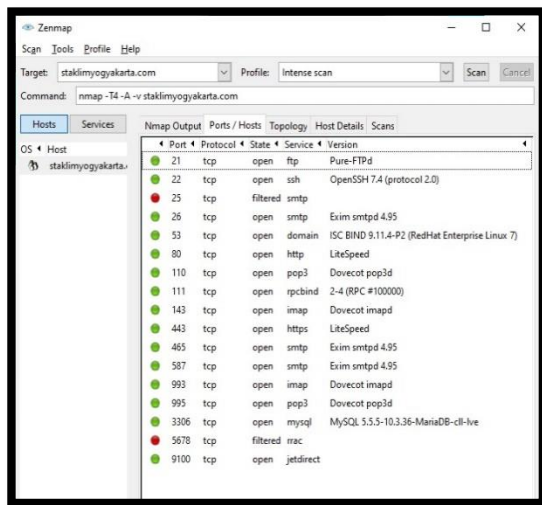 Zenmap
Scan Tools Profile Help
Target: staklimyogyakarta.com Profile: Intense scan Scan Cancel
Command: nmap -T4 -A -v staklimyogyakarta.com
Hosts Services Nmap Output Ports / Hosts Topology Host Details Scans
OS Host Port Protocol State Service Version
staklimyogyakarta. 21 tcp open ftp Pure-FTPd
22 tcp open ssh OpenSSH 7.4 (protocol 2.0)
25 tcp filtered smtp
26 tcp open smtp Exim smtpd 4.95
53 tcp open domain ISC BIND 9.11.4-P2 (RedHat Enterprise Linux 7)
80 tcp open http LiteSpeed
110 tcp open pop3 Dovecot pop3d
111 tcp open rpcbind 2-4 (RPC #100000)
143 tcp open imap Dovecot imapd
443 tcp open https LiteSpeed
465 tcp open smtp Exim smtpd 4.95
587 tcp open smtp Exim smtpd 4.95
993 tcp open imap Dovecot imapd
995 tcp open pop3 Dovecot pop3d
3306 tcp open mysql MySQL 5.5.5-10.3.36-MariaDB-cll-lve
5678 tcp filtered rrac
9100 tcp open jetdirect